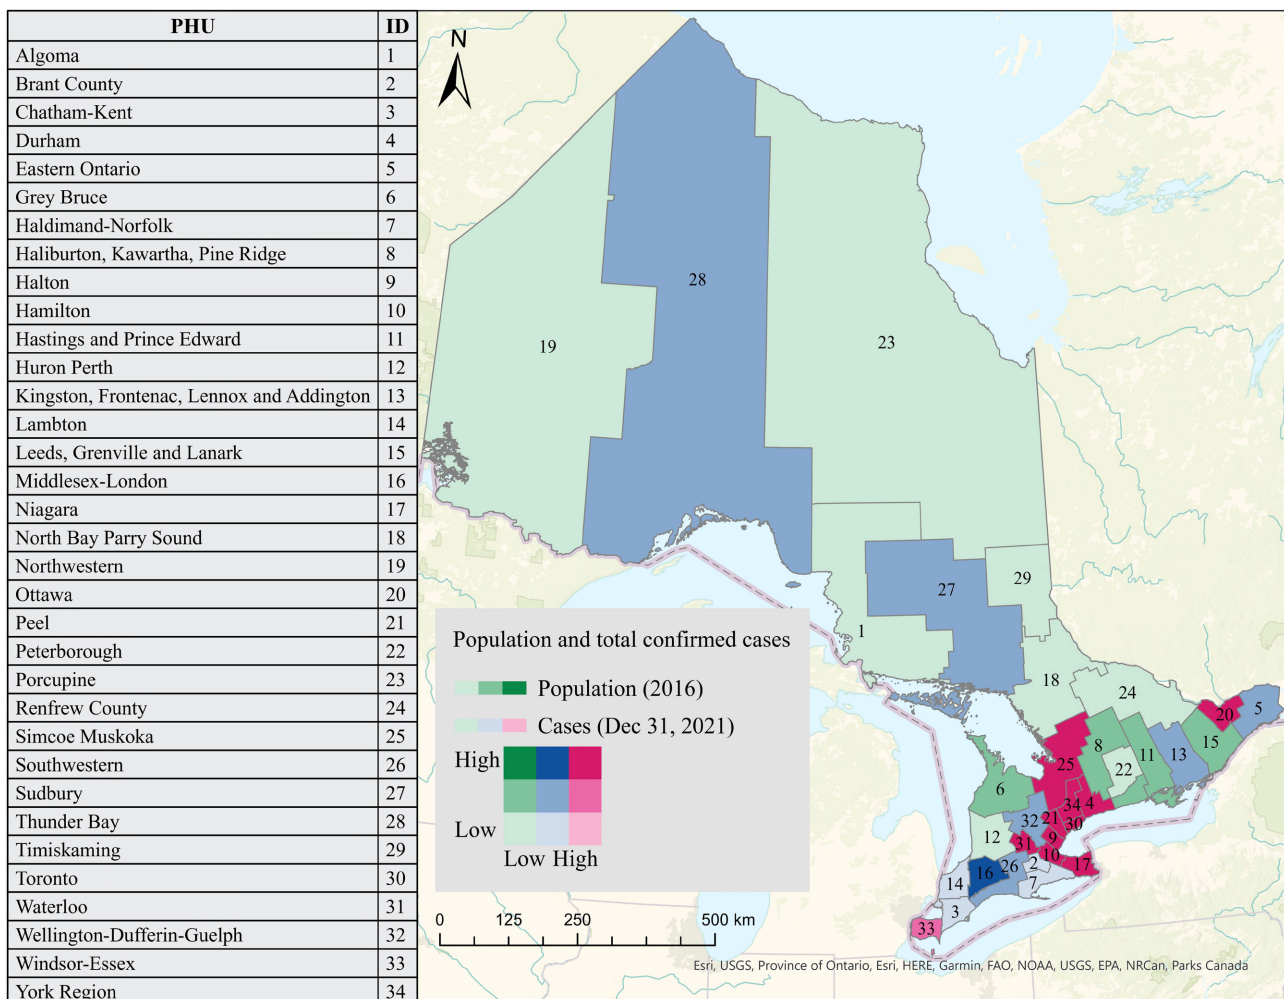 PHU ID
Algoma 1
Brant County 2
Chatham-Kent 3
Durham 4
Eastern Ontario 5
Grey Bruce 6
Haldimand-Norfolk 7
Haliburton, Kawartha, Pine Ridge 8
Halton 9
Hamilton 10
Hastings and Prince Edward 11
Huron Perth 12
Kingston, Frontenac, Lennox and Addington 13
Lambton 14
Leeds, Grenville and Lanark 15
Middlesex-London 16
Niagara 17
North Bay Parry Sound 18
Northwestern 19
Ottawa 20
Peel 21
Peterborough 22
Porcupine 23
Renfrew County 24
Simcoe Muskoka 25
Southwestern 26
Sudbury 27
Thunder Bay 28
Timiskaming 29
Toronto 30
Waterloo 31
Wellington-Dufferin-Guelph 32
Windsor-Essex 33
York Region 34
N
28
23
19
29
27
1
18
24
5
20
15
11
13
8
25
22
6
34
4
32
21
30
12
9
31
10
17
2
26
16
14
7
3
33
Population and total confirmed cases
Population (2016)
Cases (Dec 31, 2021)
High
Low
Low High
0 125 250 500 km
Esri, USGS, Province of Ontario, Esri, HERE, Garmin, FAO, NOAA, USGS, EPA, NRCan, Parks Canada